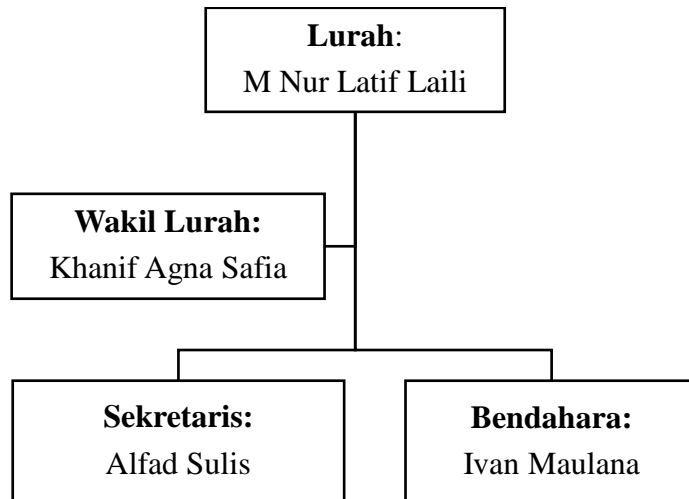 Lurah:
M Nur Latif Laili
Wakil Lurah:
Khanif Agna Safia
Sekretaris:
Alfad Sulis
Bendahara:
Ivan Maulana